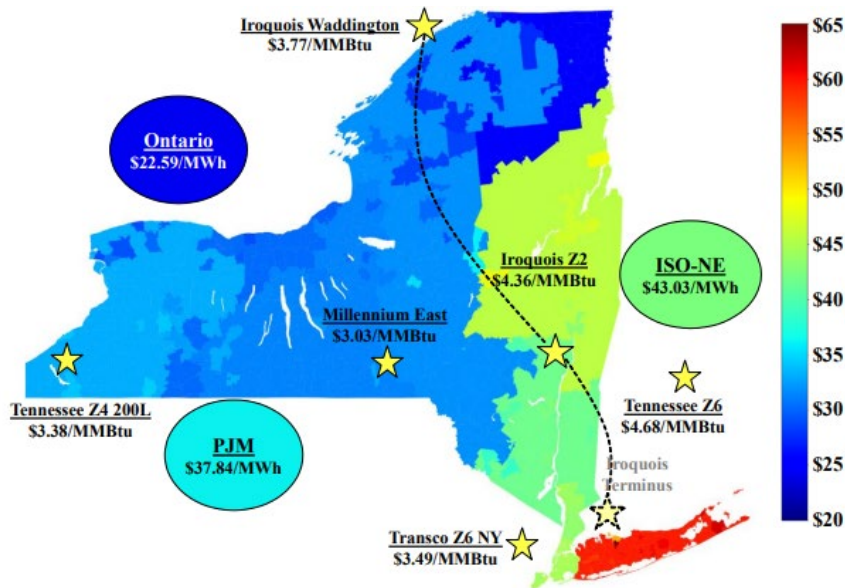 Iroquois Waddington
$3.77/MMBtu
$65
$60
$55
$50
$45
$40
$35
$30
$25
$20
Ontario
$22.59/MWh
Iroquois Z2
$4.36/MMBtu
ISO-NE
$43.03/MWh
Millennium East
$3.03/MMBtu
Tennessee Z4 200L
$3.38/MMBtu
Tennessee Z6
$4.68/MMBtu
PJM
$37.84/MWh
Iroquois
Terminus
Transco Z6 NY
$3.49/MMBtu